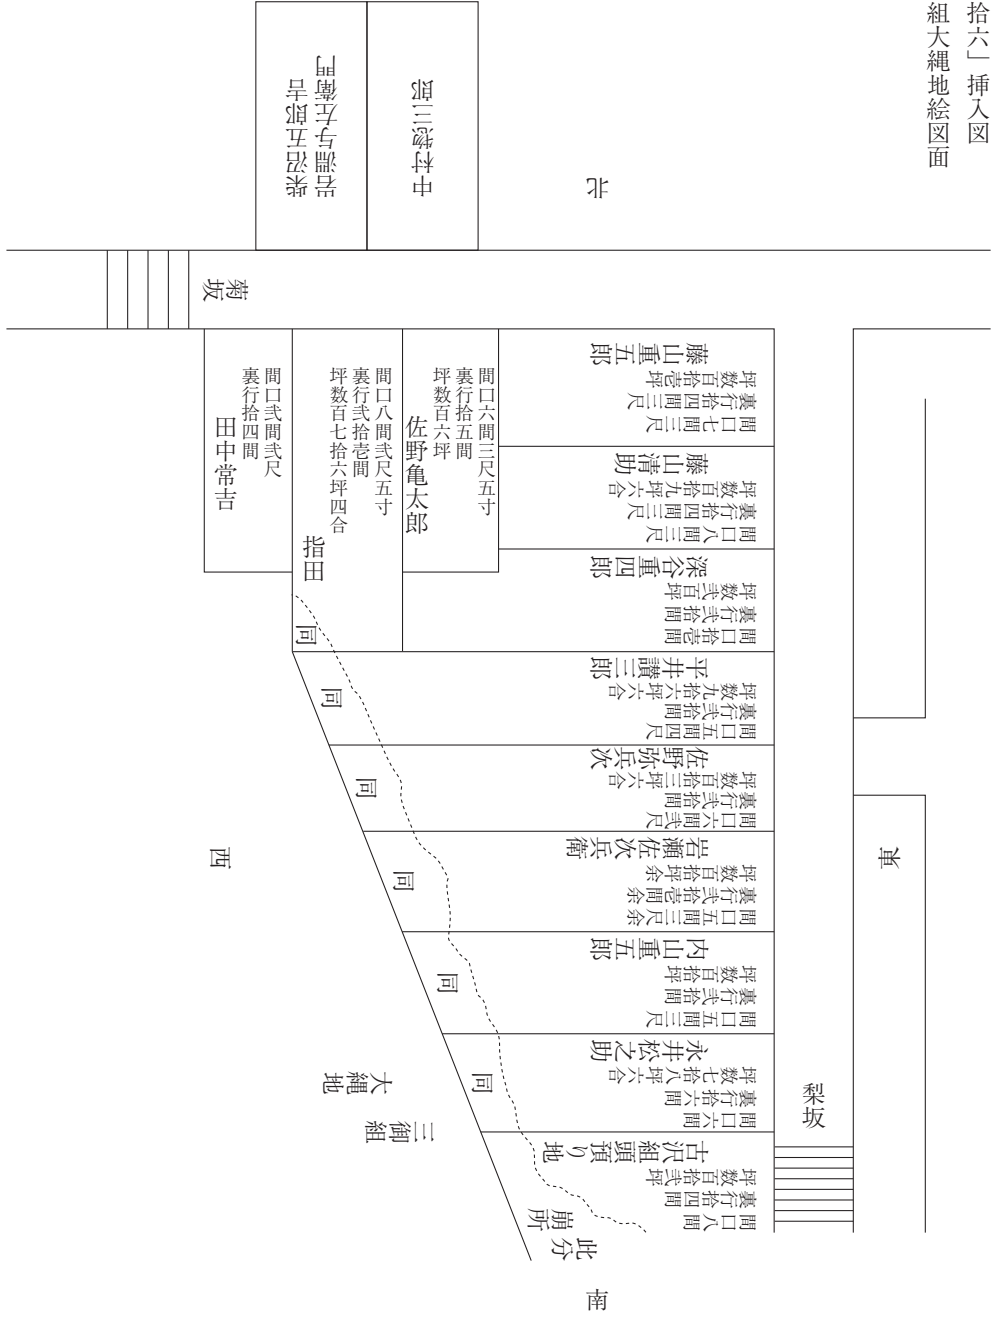 拾六」挿入図
組大縄地絵図面
北
中村惣三郎
岩淵与左衛門
柴沼五郎吉
菊坂
藤山重五郎
坪数百拾壱坪
裏行拾四間三尺
間口七間三尺
藤山清助
坪数百拾九坪六合
裏行拾四間三尺
間口八間三尺
深谷重四郎
坪数弐百坪
裏行弐拾間
間口拾壱間
平井讃三郎
坪数九拾六坪六合
裏行弐拾間
間口五間四尺
佐野弥兵次
坪数百拾三坪六合
裏行弐拾間
間口六間弐尺
岩瀬佐次兵衛
坪数百拾坪余
裏行弐拾壱間余
間口五間三尺余
内山重五郎
坪数百拾坪
裏行弐拾間
間口五間三尺
永井松之助
坪数七拾八坪六合
裏行拾六間
間口六間
古沢組頭預り地
坪数百拾弐坪
裏行拾四間
間口八間
間口六間三尺五寸
裏行拾五間
坪数百六坪
佐野亀太郎
間口八間弐尺五寸
裏行弐拾壱間
坪数百七拾六坪四合
指田
間口弐間弐尺
裏行拾四間
田中常吉
同
同
同
同
同
同
此分
崩所
三御組
大縄地
梨坂
東
西
南